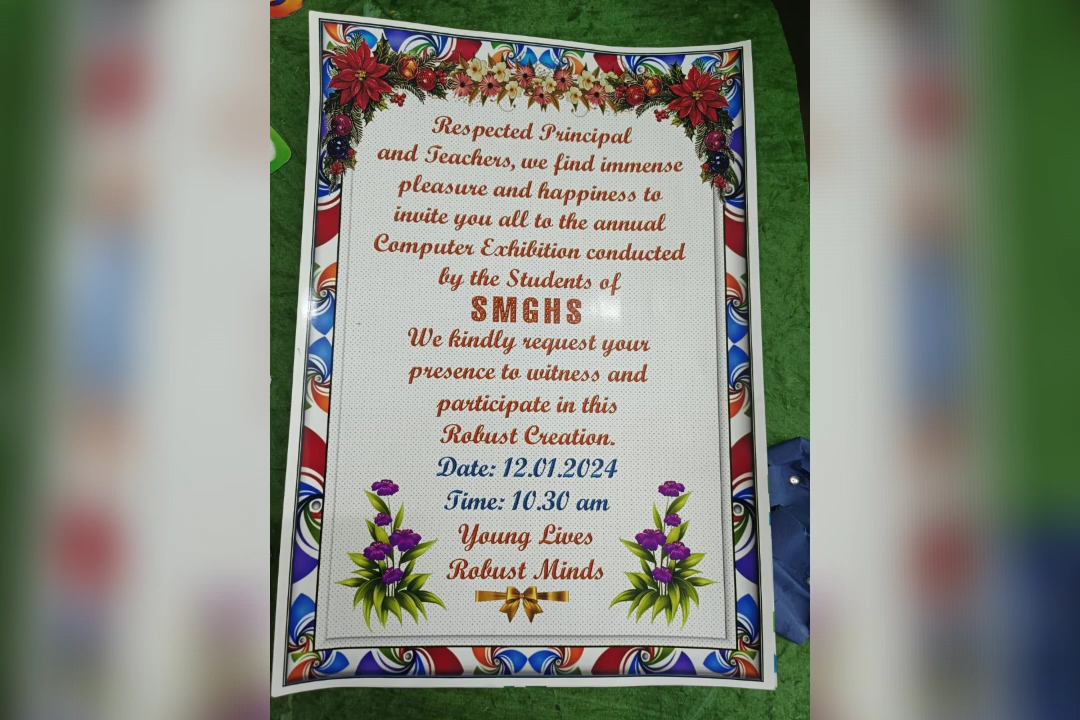 Respected Principal
and Teachers, we find immense
pleasure and happiness to
invite you all to the annual
Computer Exhibition conducted
by the Students of
SMGHS
We kindly request your
presence to witness and
participate in this
Robust Creation.
Date: 12.01.2024
Time: 10.30 am
Young Lives
Robust Minds